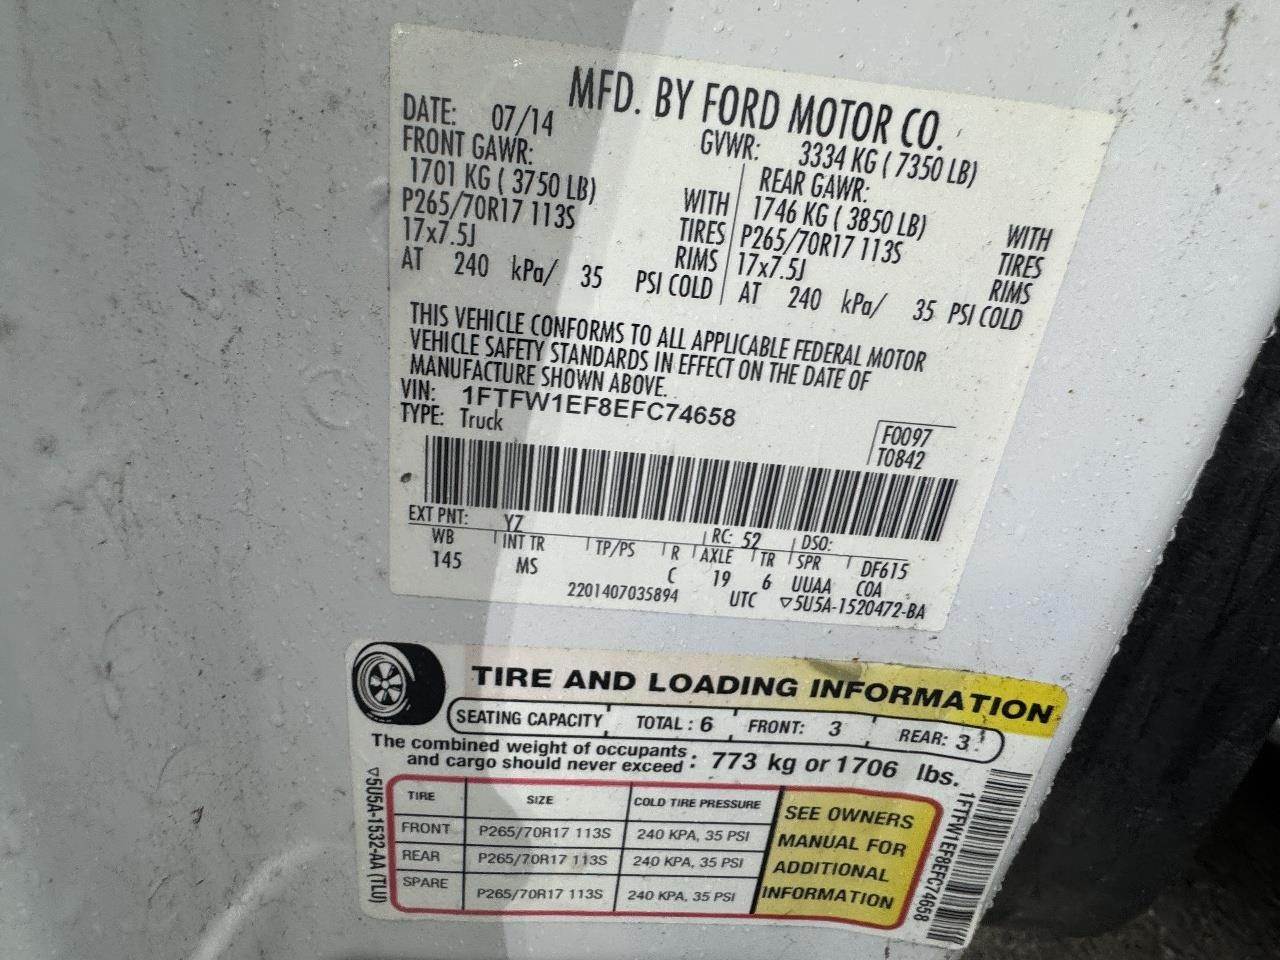 MFD. BY FORD MOTOR CO.
DATE: 07/14 GVWR: 3334 KG ( 7350 LB)
FRONT GAWR: REAR GAWR:
1701 KG ( 3750 LB) WITH 1746 KG ( 3850 LB) WITH
P265/70R17 113S TIRES P265/70R17 113S TIRES
17x7.5J RIMS 17x7.5J RIMS
AT 240 kPa/ 35 PSI COLD AT 240 kPa/ 35 PSI COLD
THIS VEHICLE CONFORMS TO ALL APPLICABLE FEDERAL MOTOR
VEHICLE SAFETY STANDARDS IN EFFECT ON THE DATE OF
MANUFACTURE SHOWN ABOVE.
VIN: 1FTFW1EF8EFC74658
TYPE: Truck
F0097
T0842
EXT PNT: YZ RC: 52 DSO:
WB INT TR TP/PS R AXLE TR SPR DF615
145 MS C 19 6 UUAA COA
2201407035894 UTC ▽5U5A-1520472-BA
TIRE AND LOADING INFORMATION
SEATING CAPACITY TOTAL : 6 FRONT: 3 REAR: 3
The combined weight of occupants
and cargo should never exceed : 773 kg or 1706 lbs.
TIRE SIZE COLD TIRE PRESSURE
FRONT P265/70R17 113S 240 KPA, 35 PSI
REAR P265/70R17 113S 240 KPA, 35 PSI
SPARE P265/70R17 113S 240 KPA, 35 PSI
SEE OWNERS
MANUAL FOR
ADDITIONAL
INFORMATION
▽5U5A-1532-AA (TLU)
1FTFW1EF8EFC74658